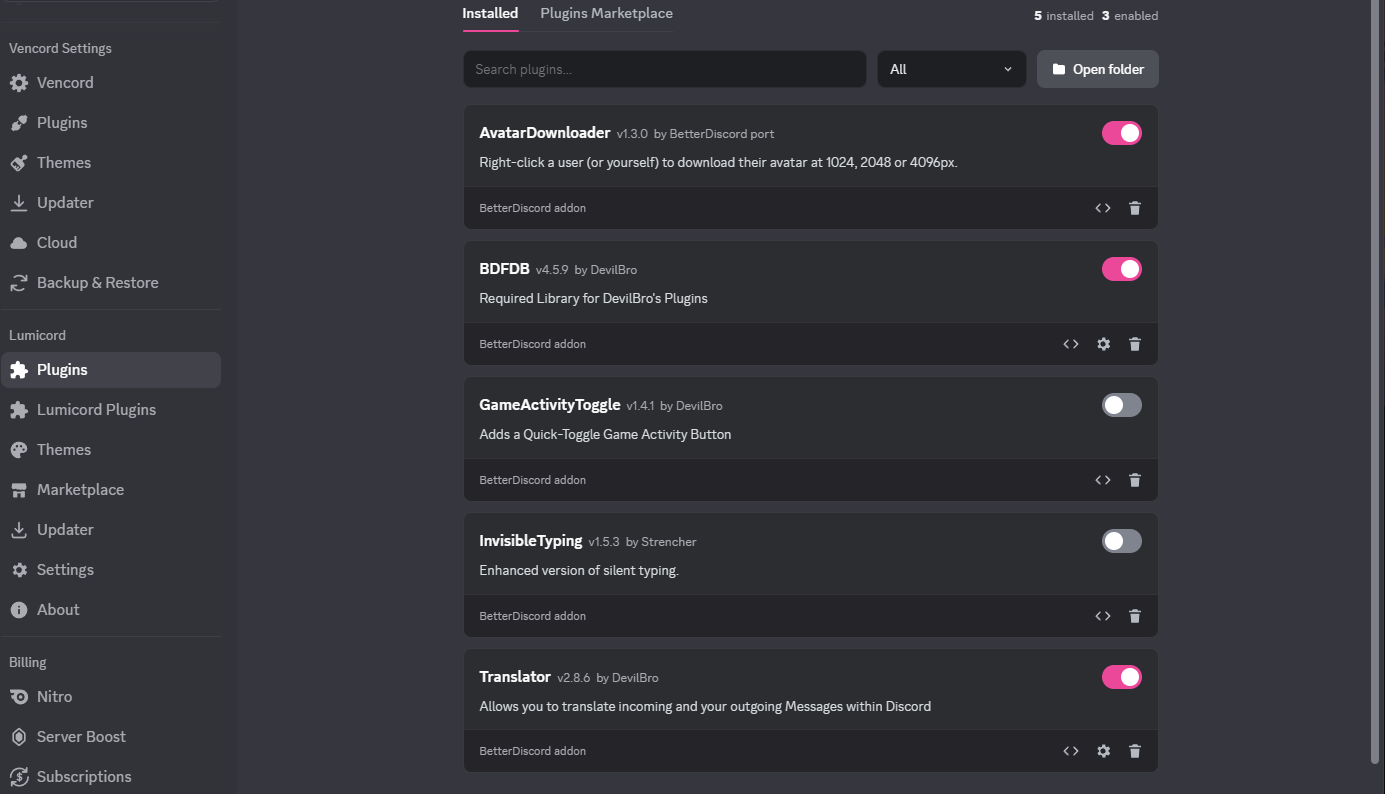 Vencord Settings
Vencord
Plugins
Themes
Updater
Cloud
Backup & Restore
Lumicord
Plugins
Lumicord Plugins
Themes
Marketplace
Updater
Settings
About
Billing
Nitro
Server Boost
Subscriptions
Installed Plugins Marketplace 5 installed 3 enabled
Search plugins... All Open folder
AvatarDownloader v1.3.0 by BetterDiscord port
Right-click a user (or yourself) to download their avatar at 1024, 2048 or 4096px.
BetterDiscord addon
BDFDB v4.5.9 by DevilBro
Required Library for DevilBro's Plugins
BetterDiscord addon
GameActivityToggle v1.4.1 by DevilBro
Adds a Quick-Toggle Game Activity Button
BetterDiscord addon
InvisibleTyping v1.5.3 by Strencher
Enhanced version of silent typing.
BetterDiscord addon
Translator v2.8.6 by DevilBro
Allows you to translate incoming and your outgoing Messages within Discord
BetterDiscord addon